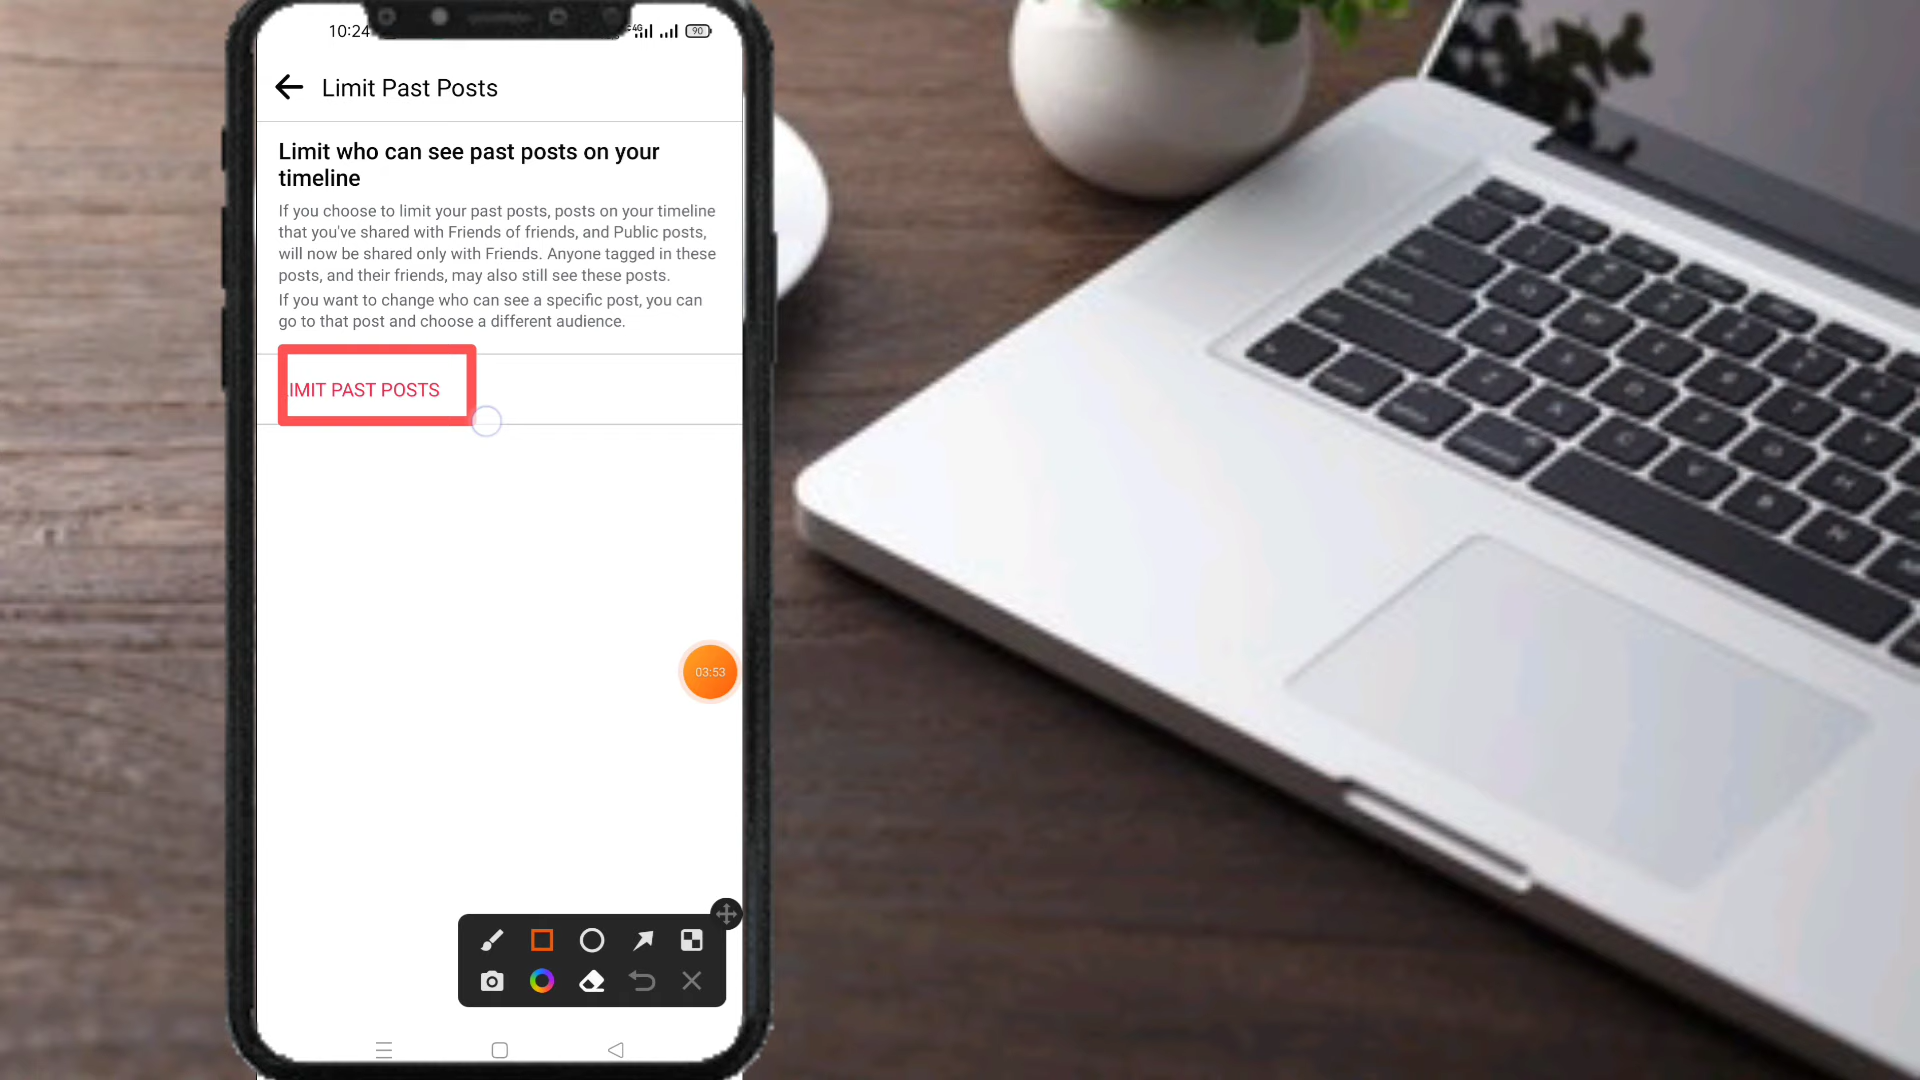 10:24
4G
90
Limit Past Posts
Limit who can see past posts on your
timeline
If you choose to limit your past posts, posts on your timeline
that you've shared with Friends of friends, and Public posts,
will now be shared only with Friends. Anyone tagged in these
posts, and their friends, may also still see these posts.
If you want to change who can see a specific post, you can
go to that post and choose a different audience.
IMIT PAST POSTS
03:53